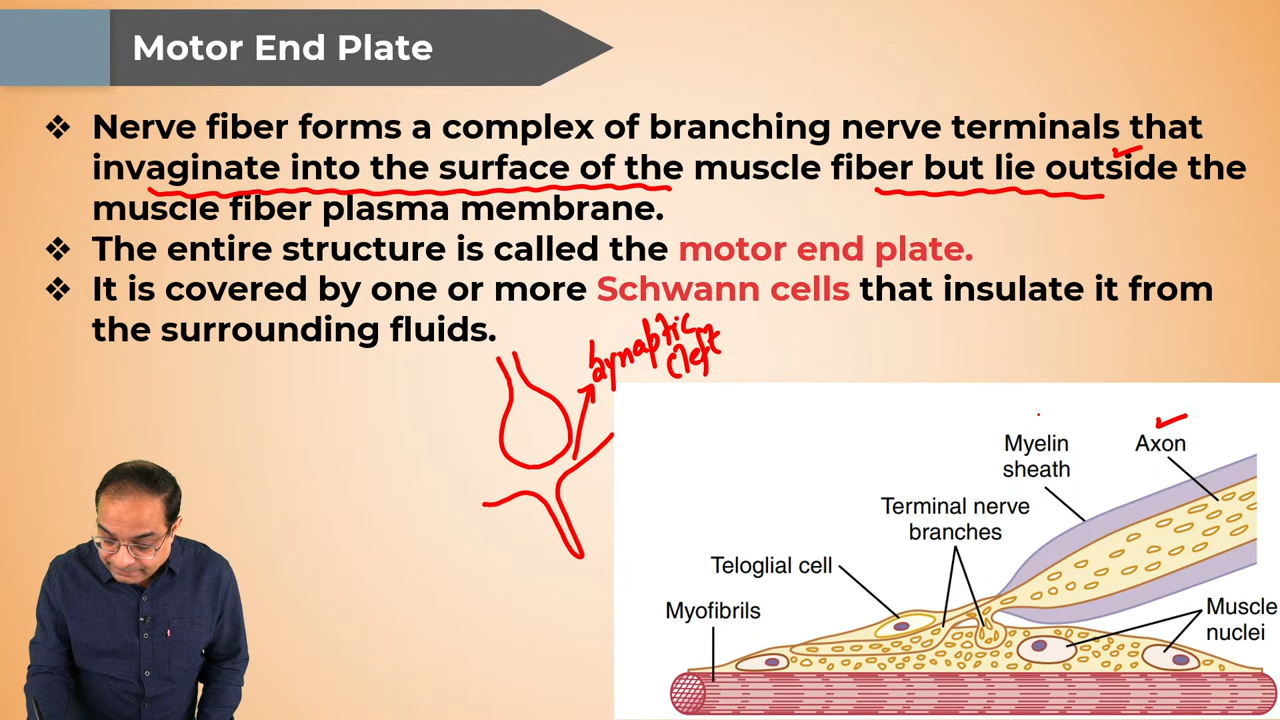 Motor End Plate
❖ Nerve fiber forms a complex of branching nerve terminals that
invaginate into the surface of the muscle fiber but lie outside the
muscle fiber plasma membrane.
❖ The entire structure is called the motor end plate.
❖ It is covered by one or more Schwann cells that insulate it from
the surrounding fluids.
Synaptic
cleft
Myelin
sheath
Axon
Terminal nerve
branches
Teloglial cell
Myofibrils
Muscle
nuclei